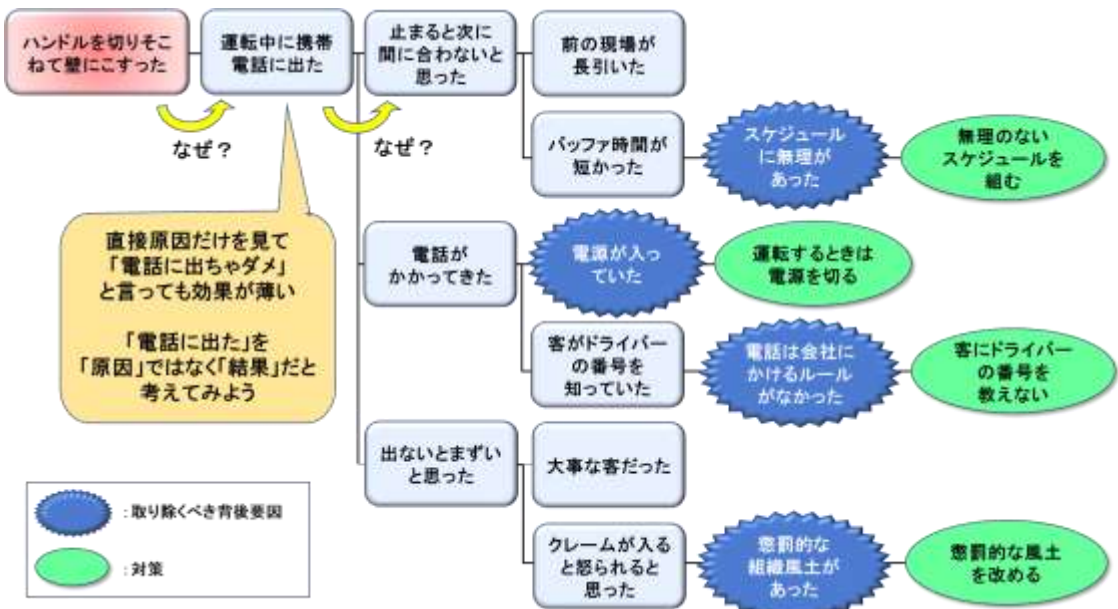 ハンドルを切りそこ
ねて壁にこすった
運転中に携帯
電話に出た
止まると次に
間に合わないと
思った
前の現場が
長引いた
なぜ？
なぜ？
バッファ時間が
短かった
スケジュール
に無理が
あった
無理のない
スケジュールを
組む
直接原因だけを見て
「電話に出ちゃダメ」
と言っても効果が薄い
「電話に出た」を
「原因」ではなく「結果」だと
考えてみよう
電話が
かかってきた
電源が入っ
ていた
運転するときは
電源を切る
客がドライバー
の番号を
知っていた
電話は会社に
かけるルール
がなかった
客にドライバー
の番号を
教えない
出ないとまずい
と思った
大事な客だった
クレームが入る
と怒られると
思った
懲罰的な
組織風土が
あった
懲罰的な風土
を改める
：取り除くべき背後要因
：対策